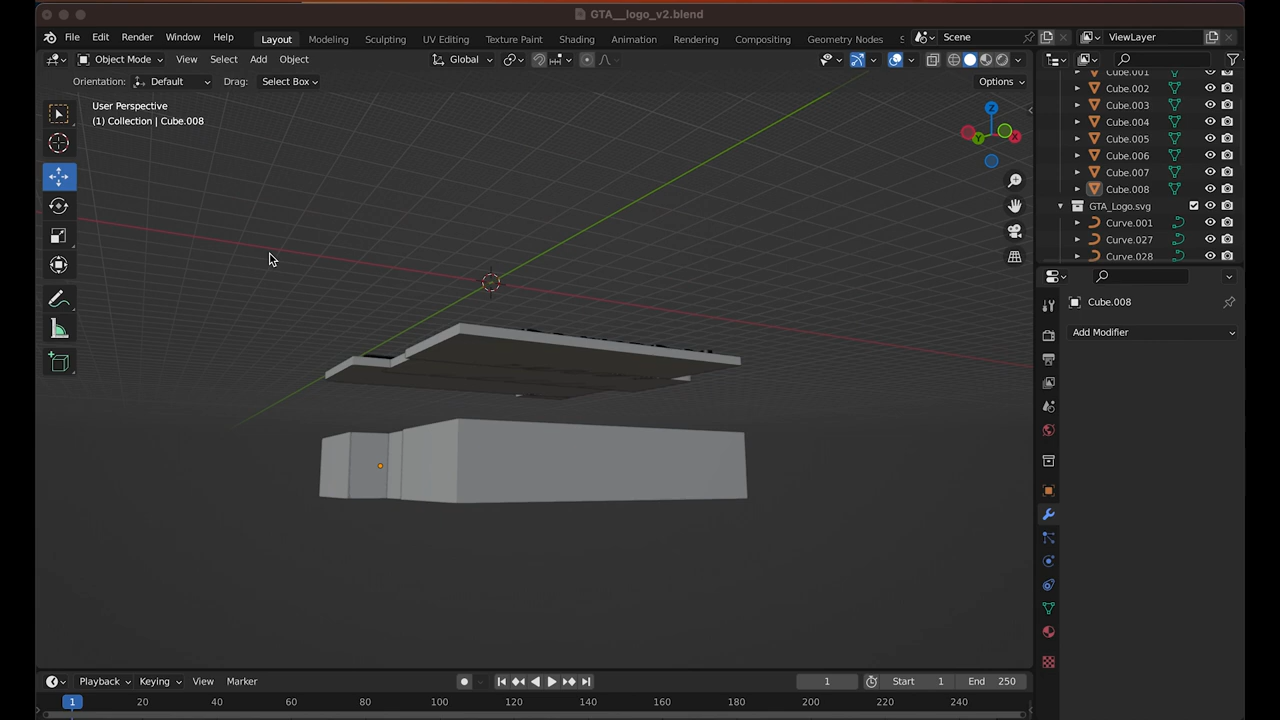 GTA__logo_v2.blend
File Edit Render Window Help Layout Modeling Sculpting UV Editing Texture Paint Shading Animation Rendering Compositing Geometry Nodes Scene ViewLayer
Object Mode View Select Add Object Global
Orientation: Default Drag: Select Box Options
User Perspective
(1) Collection | Cube.008
Z
Y
X
Cube.001
Cube.002
Cube.003
Cube.004
Cube.005
Cube.006
Cube.007
Cube.008
GTA_Logo.svg
Curve.001
Curve.027
Curve.028
Cube.008
Add Modifier
Playback Keying View Marker 1 Start 1 End 250
1 20 40 60 80 100 120 140 160 180 200 220 240